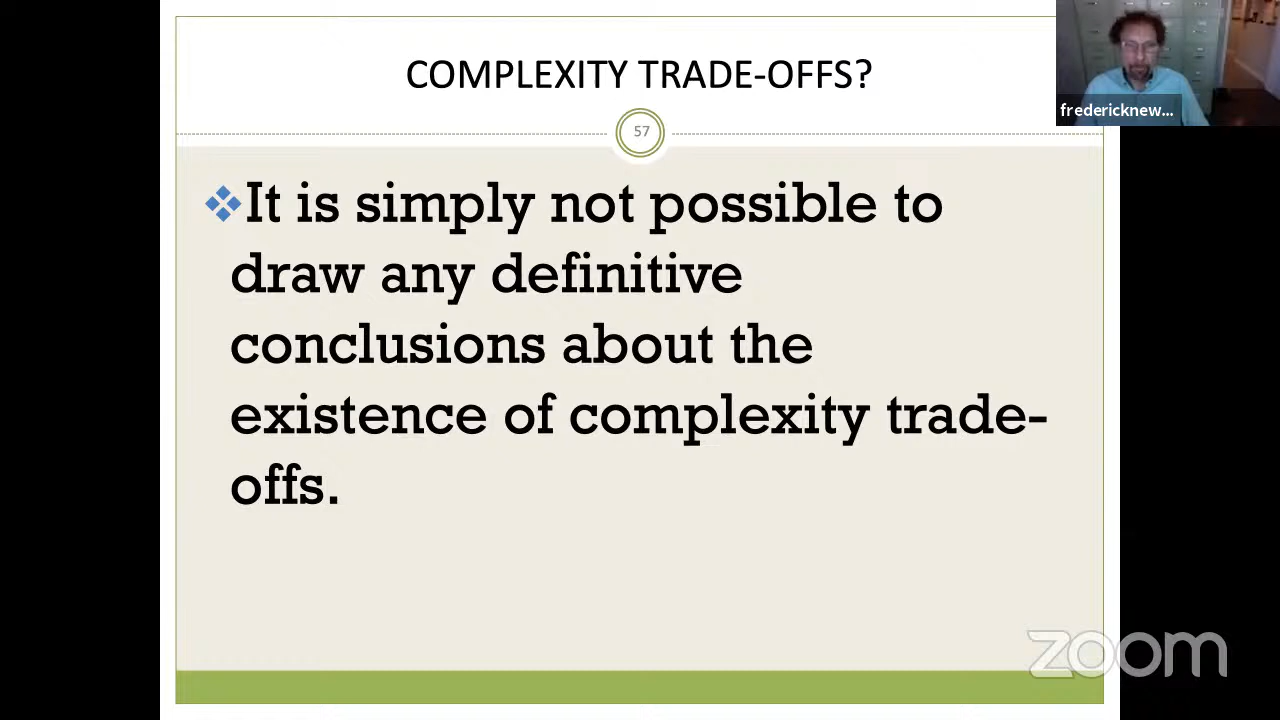 COMPLEXITY TRADE-OFFS?
fredericknew...
57
It is simply not possible to
draw any definitive
conclusions about the
existence of complexity trade-
offs.
zoom